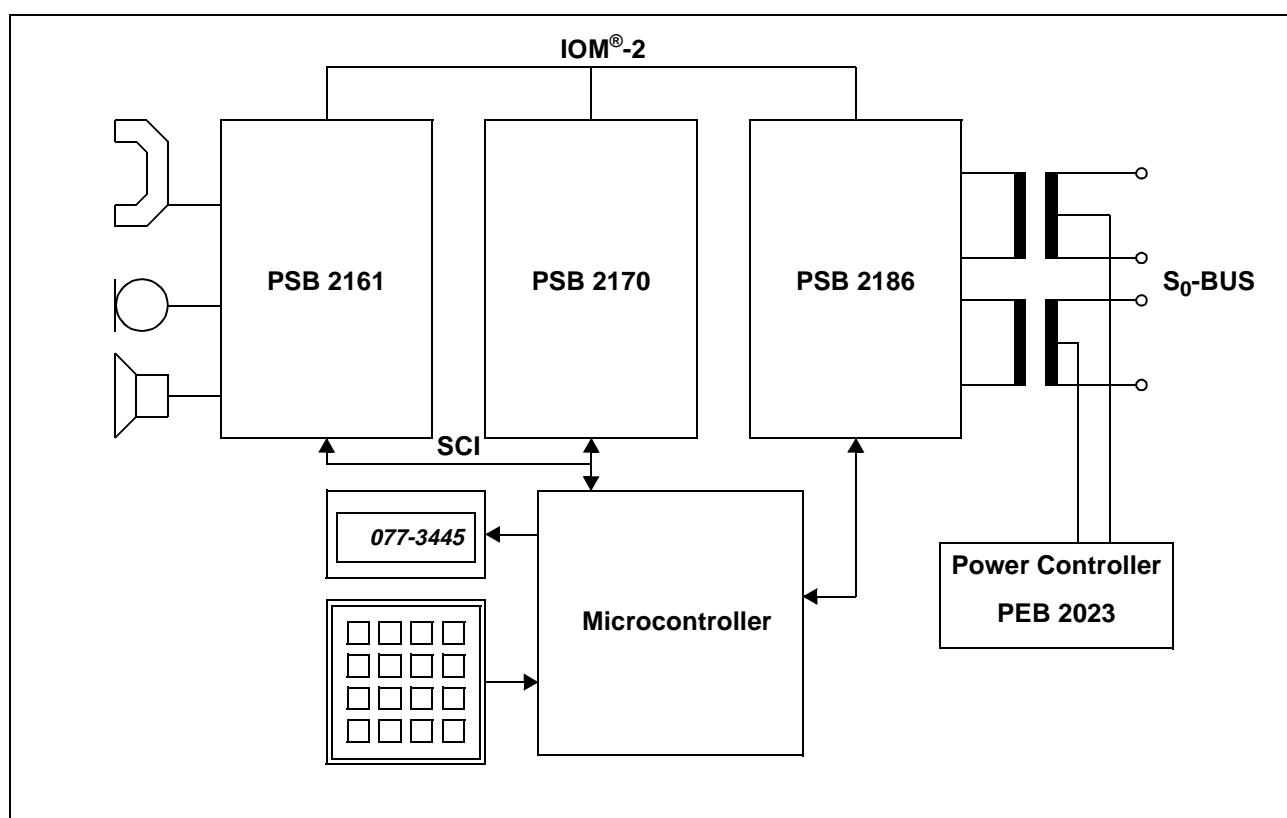 IOM®-2
PSB 2161
PSB 2170
PSB 2186
S0-BUS
SCI
077-3445
Microcontroller
Power Controller
PEB 2023